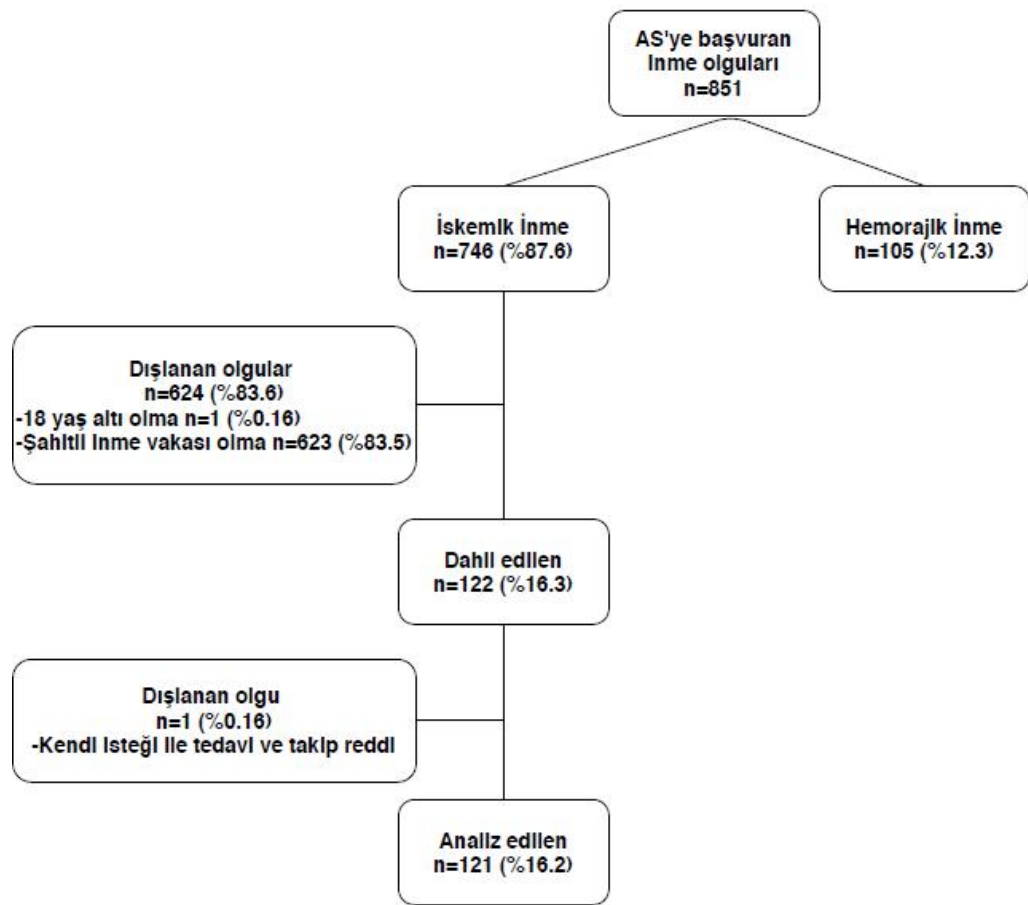 AS'ye başvuran
İnme olguları
n=851
İskemik İnme
n=746 (%87.6)
Hemorajik İnme
n=105 (%12.3)
Dışlanan olgular
n=624 (%83.6)
-18 yaş altı olma n=1 (%0.16)
-Şahitli inme vakası olma n=623 (%83.5)
Dahil edilen
n=122 (%16.3)
Dışlanan olgu
n=1 (%0.16)
-Kendi isteği ile tedavi ve takip reddi
Analiz edilen
n=121 (%16.2)